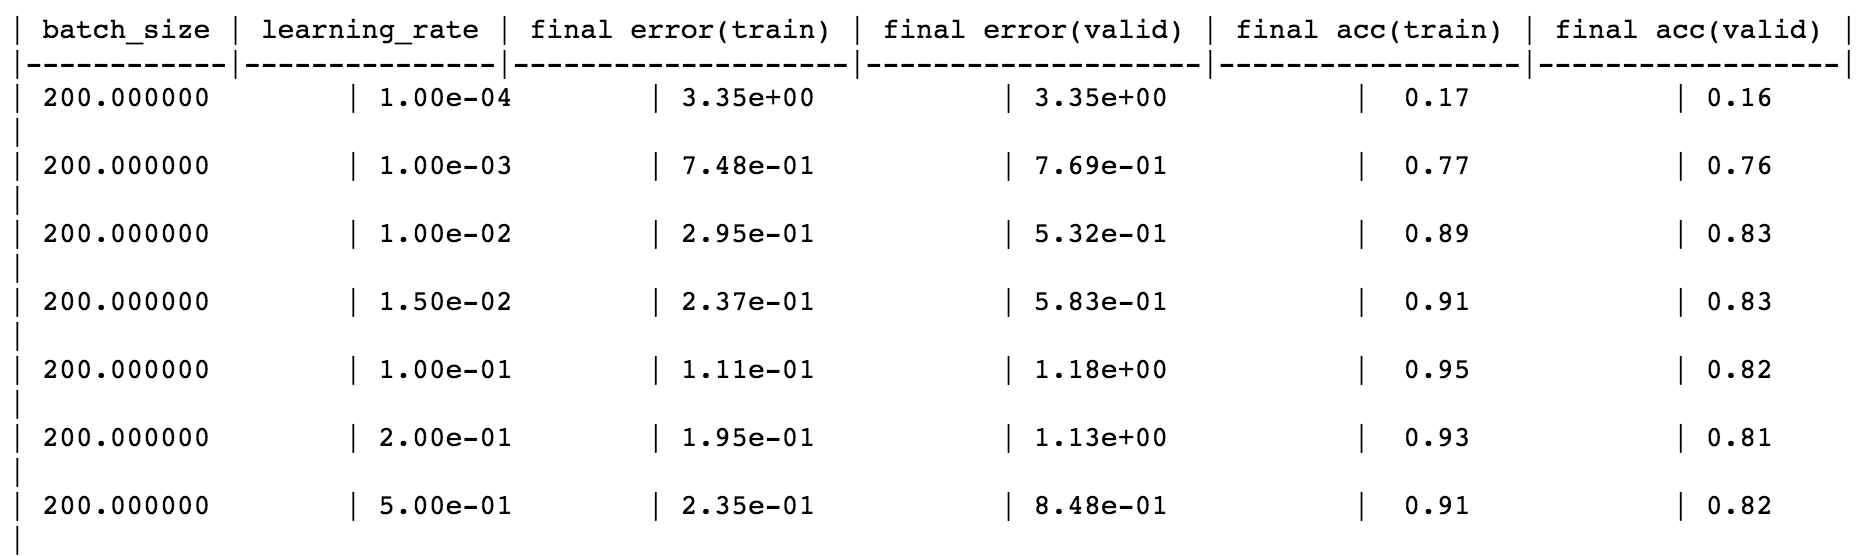 | batch_size | learning_rate | final error(train) | final error(valid) | final acc(train) | final acc(valid) |
|------------|---------------|--------------------|--------------------|------------------|------------------|
| 200.000000 | 1.00e-04 | 3.35e+00 | 3.35e+00 | 0.17 | 0.16
|
| 200.000000 | 1.00e-03 | 7.48e-01 | 7.69e-01 | 0.77 | 0.76
|
| 200.000000 | 1.00e-02 | 2.95e-01 | 5.32e-01 | 0.89 | 0.83
|
| 200.000000 | 1.50e-02 | 2.37e-01 | 5.83e-01 | 0.91 | 0.83
|
| 200.000000 | 1.00e-01 | 1.11e-01 | 1.18e+00 | 0.95 | 0.82
|
| 200.000000 | 2.00e-01 | 1.95e-01 | 1.13e+00 | 0.93 | 0.81
|
| 200.000000 | 5.00e-01 | 2.35e-01 | 8.48e-01 | 0.91 | 0.82
|